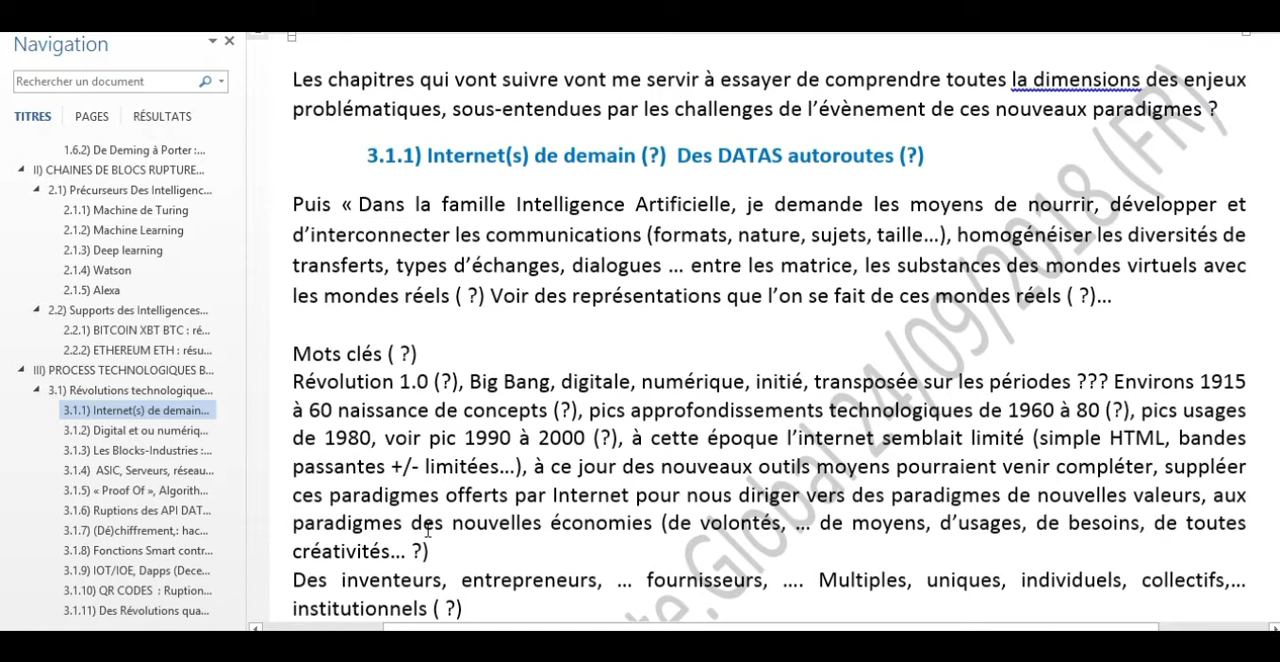 Navigation
Rechercher un document
TITRES PAGES RÉSULTATS
1.6.2) De Deming à Porter :...
II) CHAINES DE BLOCS RUPTURE...
2.1) Précurseurs Des Intelligenc...
2.1.1) Machine de Turing
2.1.2) Machine Learning
2.1.3) Deep learning
2.1.4) Watson
2.1.5) Alexa
2.2) Supports des Intelligences...
2.2.1) BITCOIN XBT BTC : ré...
2.2.2) ETHEREUM ETH : résu...
III) PROCESS TECHNOLOGIQUES B...
3.1) Révolutions technologique...
3.1.1) Internet(s) de demain...
3.1.2) Digital et ou numériq...
3.1.3) Les Blocks-Industries :...
3.1.4) ASIC, Serveurs, réseau...
3.1.5) « Proof Of », Algorith...
3.1.6) Ruptions des API DAT...
3.1.7) (Dé)chiffrement,: hac...
3.1.8) Fonctions Smart contr...
3.1.9) IOT/IOE, Dapps (Dece...
3.1.10) QR CODES : Ruption...
3.1.11) Des Révolutions qua...
Les chapitres qui vont suivre vont me servir à essayer de comprendre toutes la dimensions des enjeux
problématiques, sous-entendues par les challenges de l'évènement de ces nouveaux paradigmes ?
3.1.1) Internet(s) de demain (?) Des DATAS autoroutes (?)
Puis « Dans la famille Intelligence Artificielle, je demande les moyens de nourrir, développer et
d'interconnecter les communications (formats, nature, sujets, taille...), homogénéiser les diversités de
transferts, types d'échanges, dialogues ... entre les matrice, les substances des mondes virtuels avec
les mondes réels ( ?) Voir des représentations que l'on se fait de ces mondes réels ( ?)...
Mots clés ( ?)
Révolution 1.0 (?), Big Bang, digitale, numérique, initié, transposée sur les périodes ??? Environs 1915
à 60 naissance de concepts (?), pics approfondissements technologiques de 1960 à 80 (?), pics usages
de 1980, voir pic 1990 à 2000 (?), à cette époque l'internet semblait limité (simple HTML, bandes
passantes +/- limitées...), à ce jour des nouveaux outils moyens pourraient venir compléter, suppléer
ces paradigmes offerts par Internet pour nous diriger vers des paradigmes de nouvelles valeurs, aux
paradigmes des nouvelles économies (de volontés, ... de moyens, d'usages, de besoins, de toutes
créativités... ?)
Des inventeurs, entrepreneurs, ... fournisseurs, .... Multiples, uniques, individuels, collectifs,...
institutionnels ( ?)
te.Global 24/09/2018 (FR)